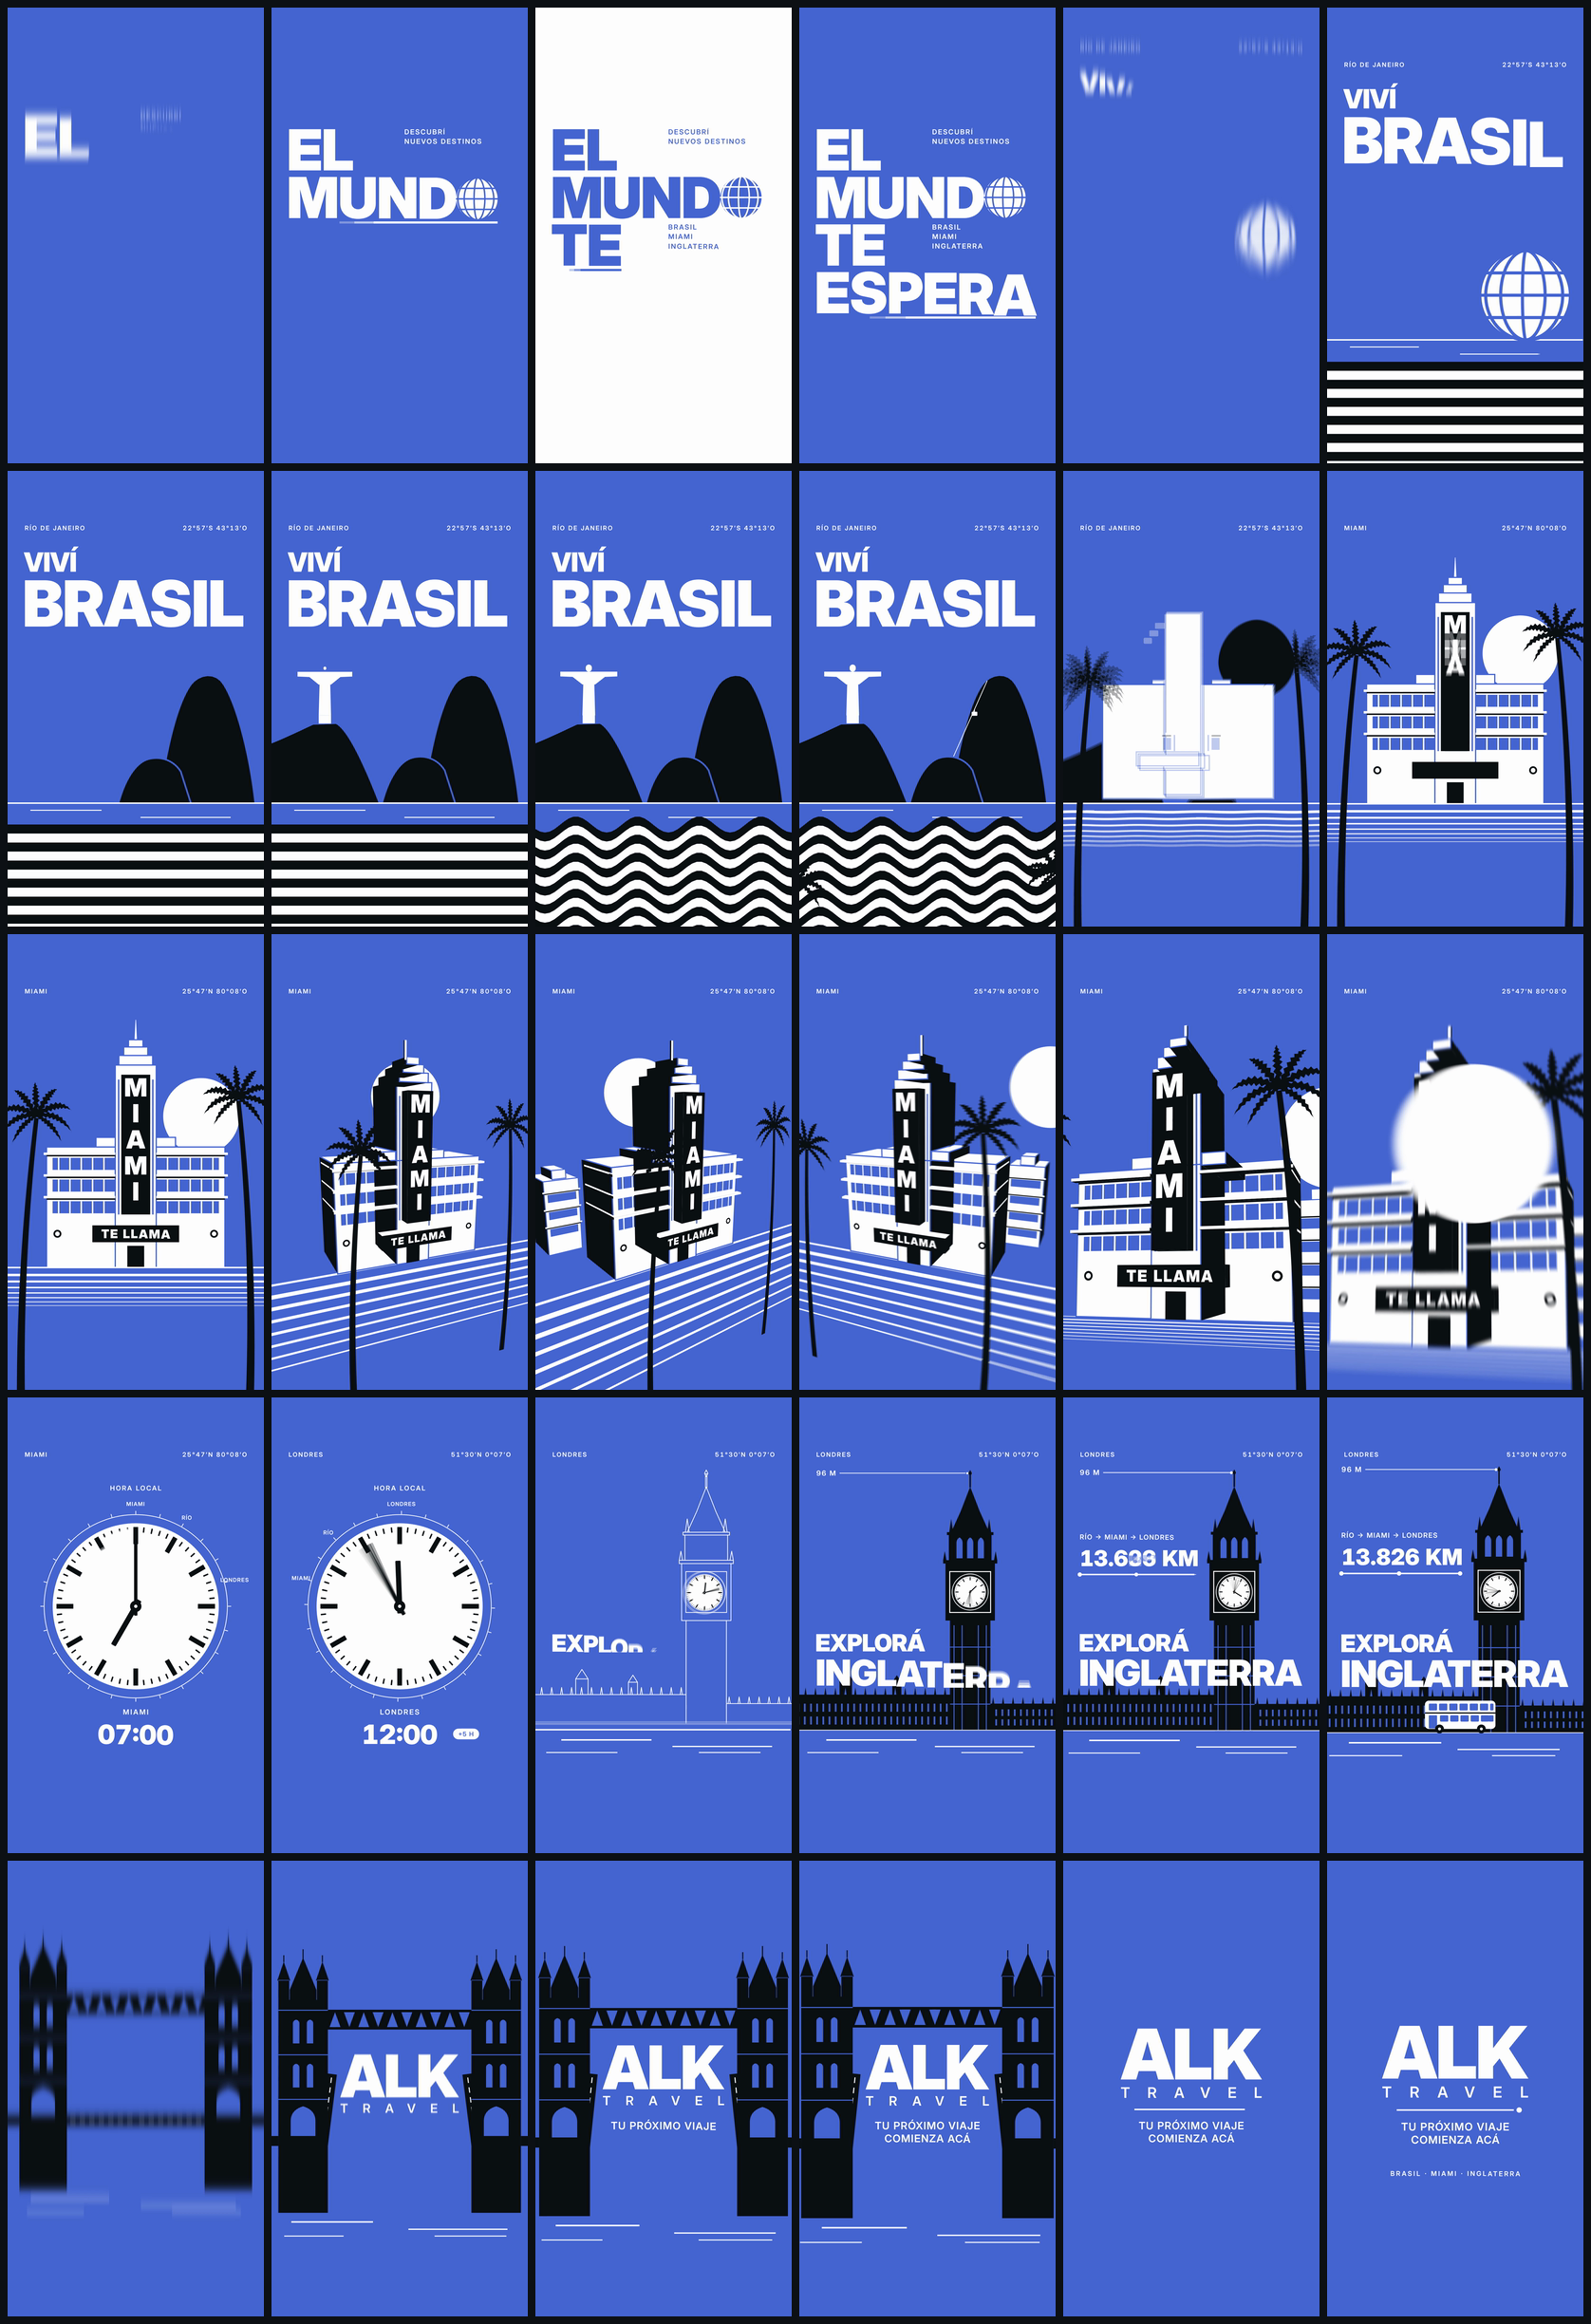 EL
DESCUBRÍ
NUEVOS DESTINOS
EL
MUNDO
DESCUBRÍ
NUEVOS DESTINOS
EL
MUNDO
TE
BRASIL
MIAMI
INGLATERRA
DESCUBRÍ
NUEVOS DESTINOS
EL
MUNDO
TE
BRASIL
MIAMI
INGLATERRA
ESPERA
RÍO DE JANEIRO 22°57'S 43°13'O
VIVÍ
BRASIL
RÍO DE JANEIRO 22°57'S 43°13'O
VIVÍ
BRASIL
RÍO DE JANEIRO 22°57'S 43°13'O
VIVÍ
BRASIL
RÍO DE JANEIRO 22°57'S 43°13'O
VIVÍ
BRASIL
RÍO DE JANEIRO 22°57'S 43°13'O
VIVÍ
BRASIL
RÍO DE JANEIRO 22°57'S 43°13'O
MIAMI 25°47'N 80°08'O
MIAMI 25°47'N 80°08'O
MIAMI
TE LLAMA
MIAMI 25°47'N 80°08'O
MIAMI
TE LLAMA
MIAMI 25°47'N 80°08'O
MIAMI
TE LLAMA
MIAMI 25°47'N 80°08'O
MIAMI
TE LLAMA
MIAMI 25°47'N 80°08'O
MIAMI
TE LLAMA
MIAMI 25°47'N 80°08'O
TE LLAMA
MIAMI 25°47'N 80°08'O
HORA LOCAL
MIAMI
RÍO
LONDRES
MIAMI
07:00
LONDRES 51°30'N 0°07'O
HORA LOCAL
LONDRES
RÍO
MIAMI
LONDRES
12:00 +5 H
LONDRES 51°30'N 0°07'O
LONDRES 51°30'N 0°07'O
96 M
EXPLORÁ
LONDRES 51°30'N 0°07'O
96 M
RÍO → MIAMI → LONDRES
KM
EXPLORÁ
INGLATERRA
LONDRES 51°30'N 0°07'O
96 M
RÍO → MIAMI → LONDRES
13.826 KM
EXPLORÁ
INGLATERRA
ALK
TRAVEL
ALK
TRAVEL
TU PRÓXIMO VIAJE
ALK
TRAVEL
TU PRÓXIMO VIAJE
COMIENZA ACÁ
ALK
TRAVEL
TU PRÓXIMO VIAJE
COMIENZA ACÁ
ALK
TRAVEL
TU PRÓXIMO VIAJE
COMIENZA ACÁ
BRASIL · MIAMI · INGLATERRA